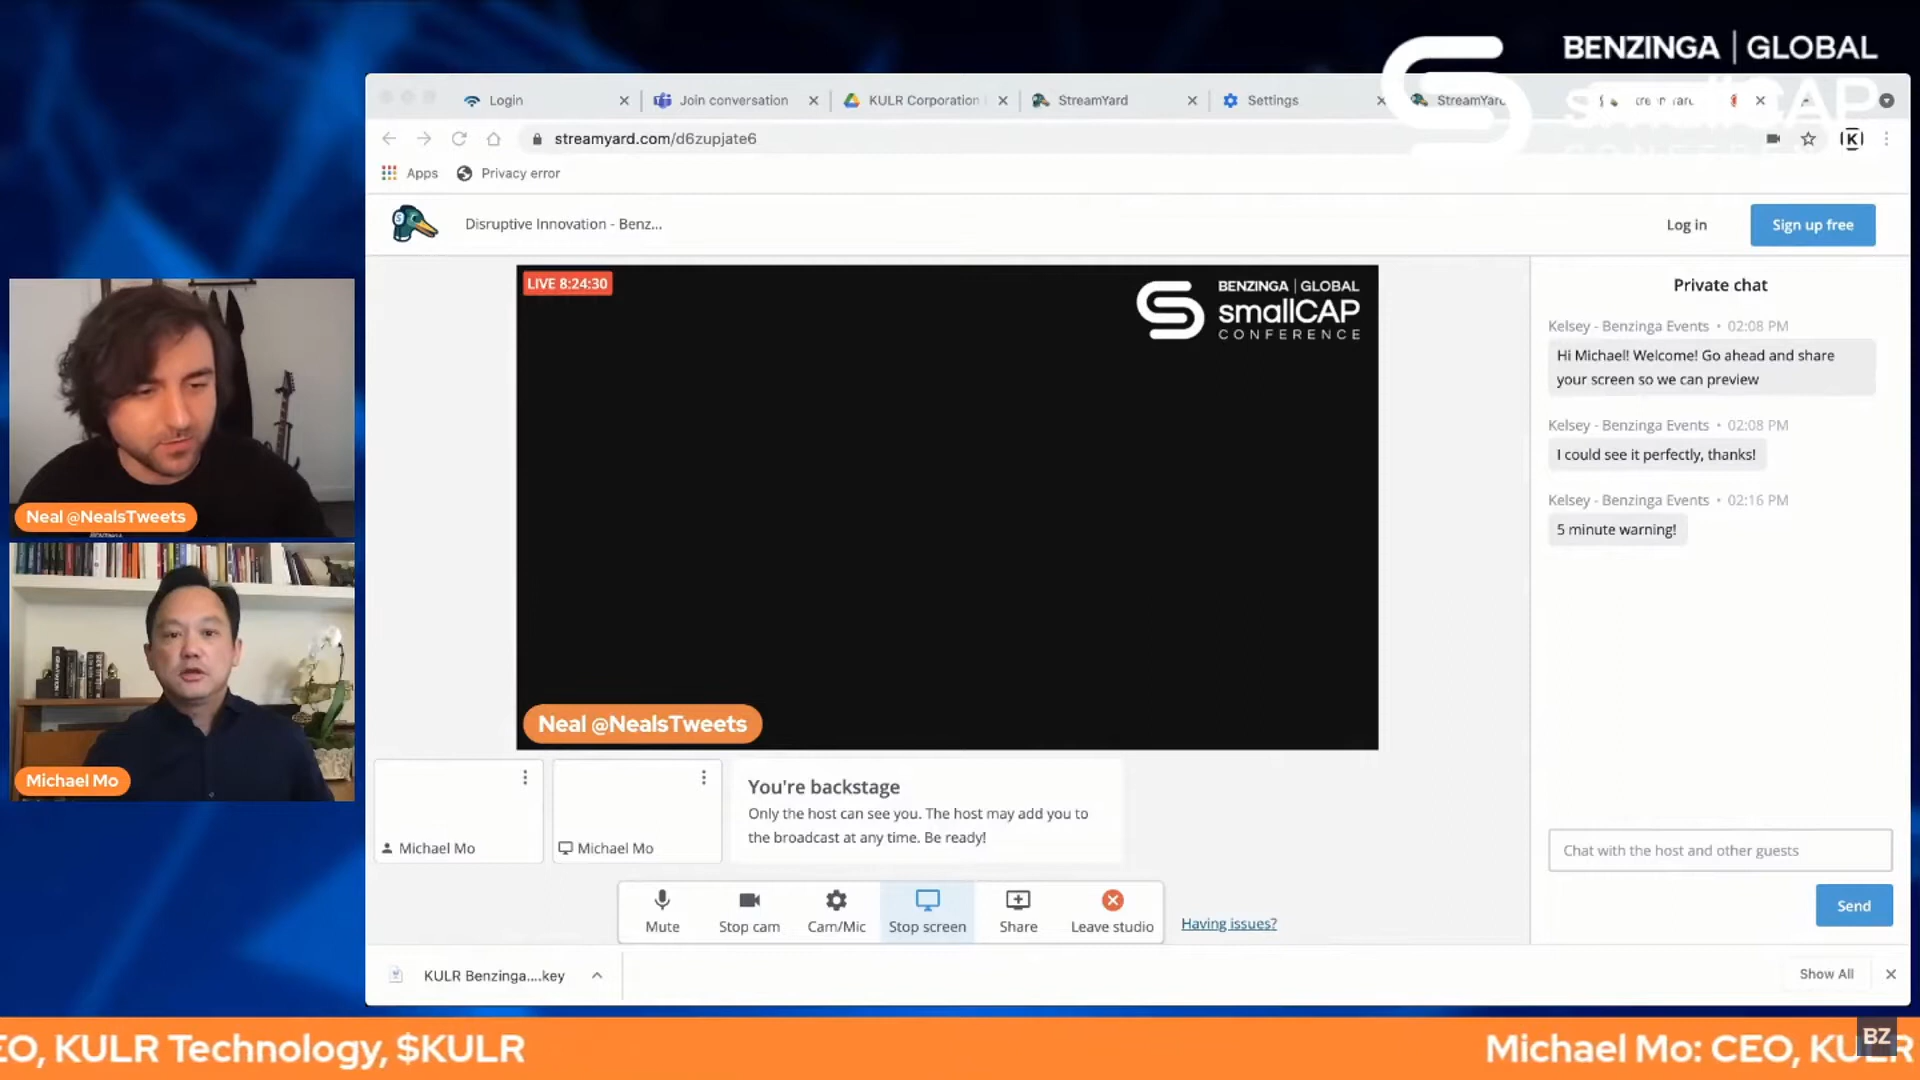 BENZINGA | GLOBAL
smallCAP
Login
Join conversation
KULR Corporation
StreamYard
Settings
StreamYard
streamyard.com/d6zupjate6
K
Apps
Privacy error
Disruptive Innovation - Benz...
Log in
Sign up free
LIVE 8:24:30
BENZINGA | GLOBAL
smallCAP
CONFERENCE
Private chat
Kelsey - Benzinga Events • 02:08 PM
Hi Michael! Welcome! Go ahead and share
your screen so we can preview
Kelsey - Benzinga Events • 02:08 PM
I could see it perfectly, thanks!
Kelsey - Benzinga Events • 02:16 PM
5 minute warning!
Neal @NealsTweets
Michael Mo
Neal @NealsTweets
Michael Mo
Michael Mo
You're backstage
Only the host can see you. The host may add you to
the broadcast at any time. Be ready!
Chat with the host and other guests
Send
Mute
Stop cam
Cam/Mic
Stop screen
Share
Leave studio
Having issues?
KULR Benzinga....key
Show All
EO, KULR Technology, $KULR
Michael Mo: CEO, KULR
BZ